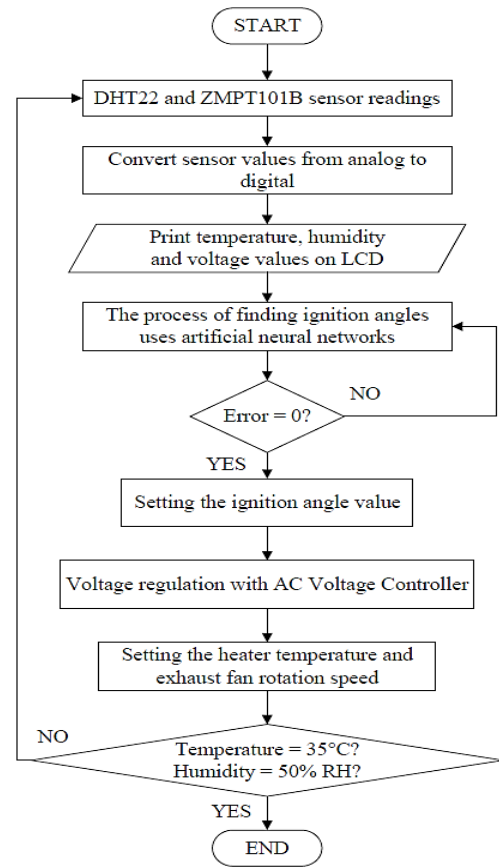 START
DHT22 and ZMPT101B sensor readings
Convert sensor values from analog to
digital
Print temperature, humidity
and voltage values on LCD
The process of finding ignition angles
uses artificial neural networks
Error = 0?
NO
YES
Setting the ignition angle value
Voltage regulation with AC Voltage Controller
Setting the heater temperature and
exhaust fan rotation speed
NO
Temperature = 35°C?
Humidity = 50% RH?
YES
END